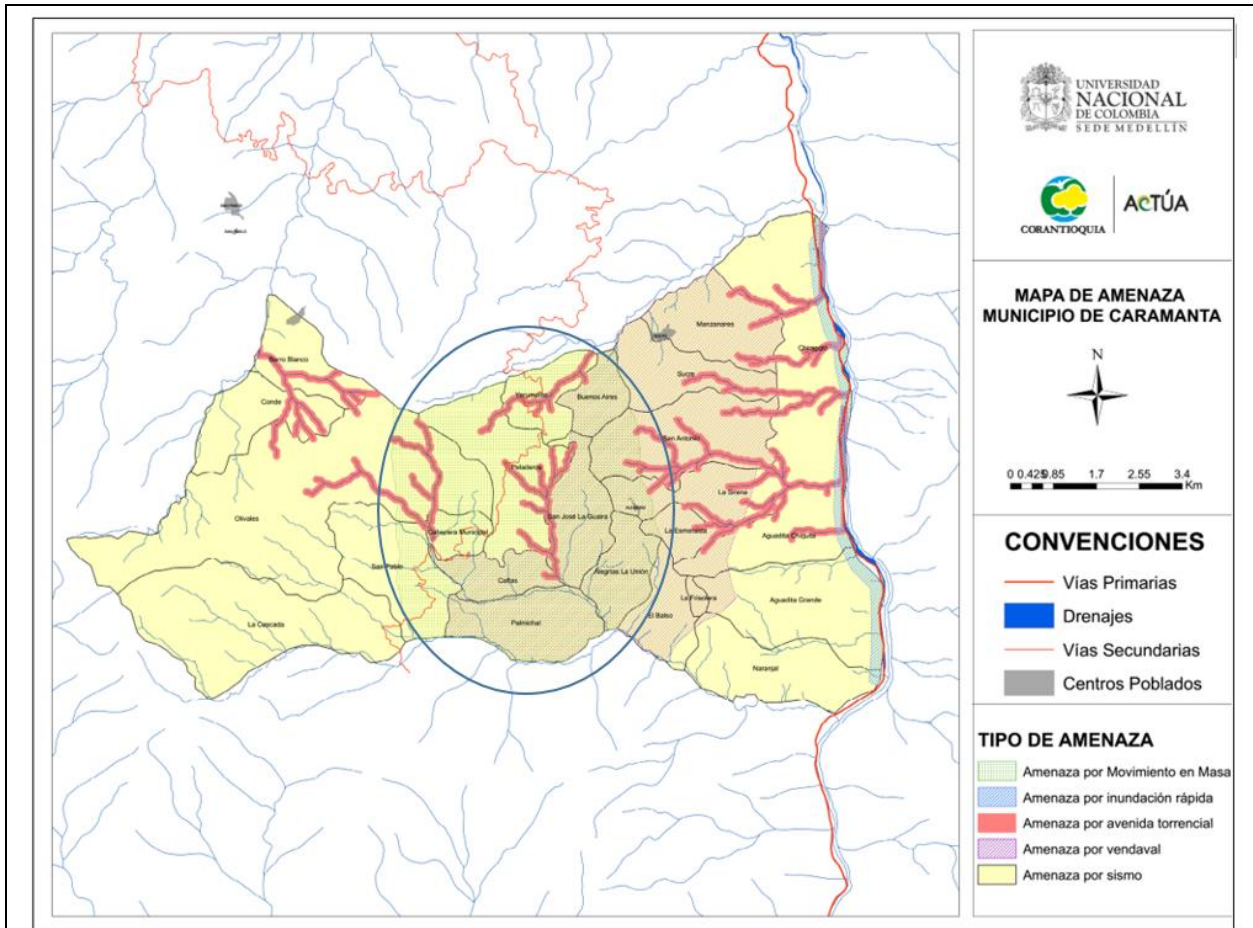 UNIVERSIDAD
NACIONAL
DE COLOMBIA
SEDE MEDELLÍN
CORANTIOQUIA
ACTÚA
MAPA DE AMENAZA
MUNICIPIO DE CARAMANTA
N
0 0.425 0.85 1.7 2.55 3.4
Km
CONVENCIONES
Vías Primarias
Drenajes
Vías Secundarias
Centros Poblados
TIPO DE AMENAZA
Amenaza por Movimiento en Masa
Amenaza por inundación rápida
Amenaza por avenida torrencial
Amenaza por vendaval
Amenaza por sismo
Manzanares
Barro Blanco
Sucre
Conde
Yarumalito
Buenos Aires
San Antonio
Olivales
La Sirena
San José La Guaira
Cabecera Municipal
La Esmeralda
Aguadita Chiquita
San Pablo
Alegrías La Unión
La Frisolera
Aguadita Grande
El Balso
La Cascada
Palmichal
Naranjal